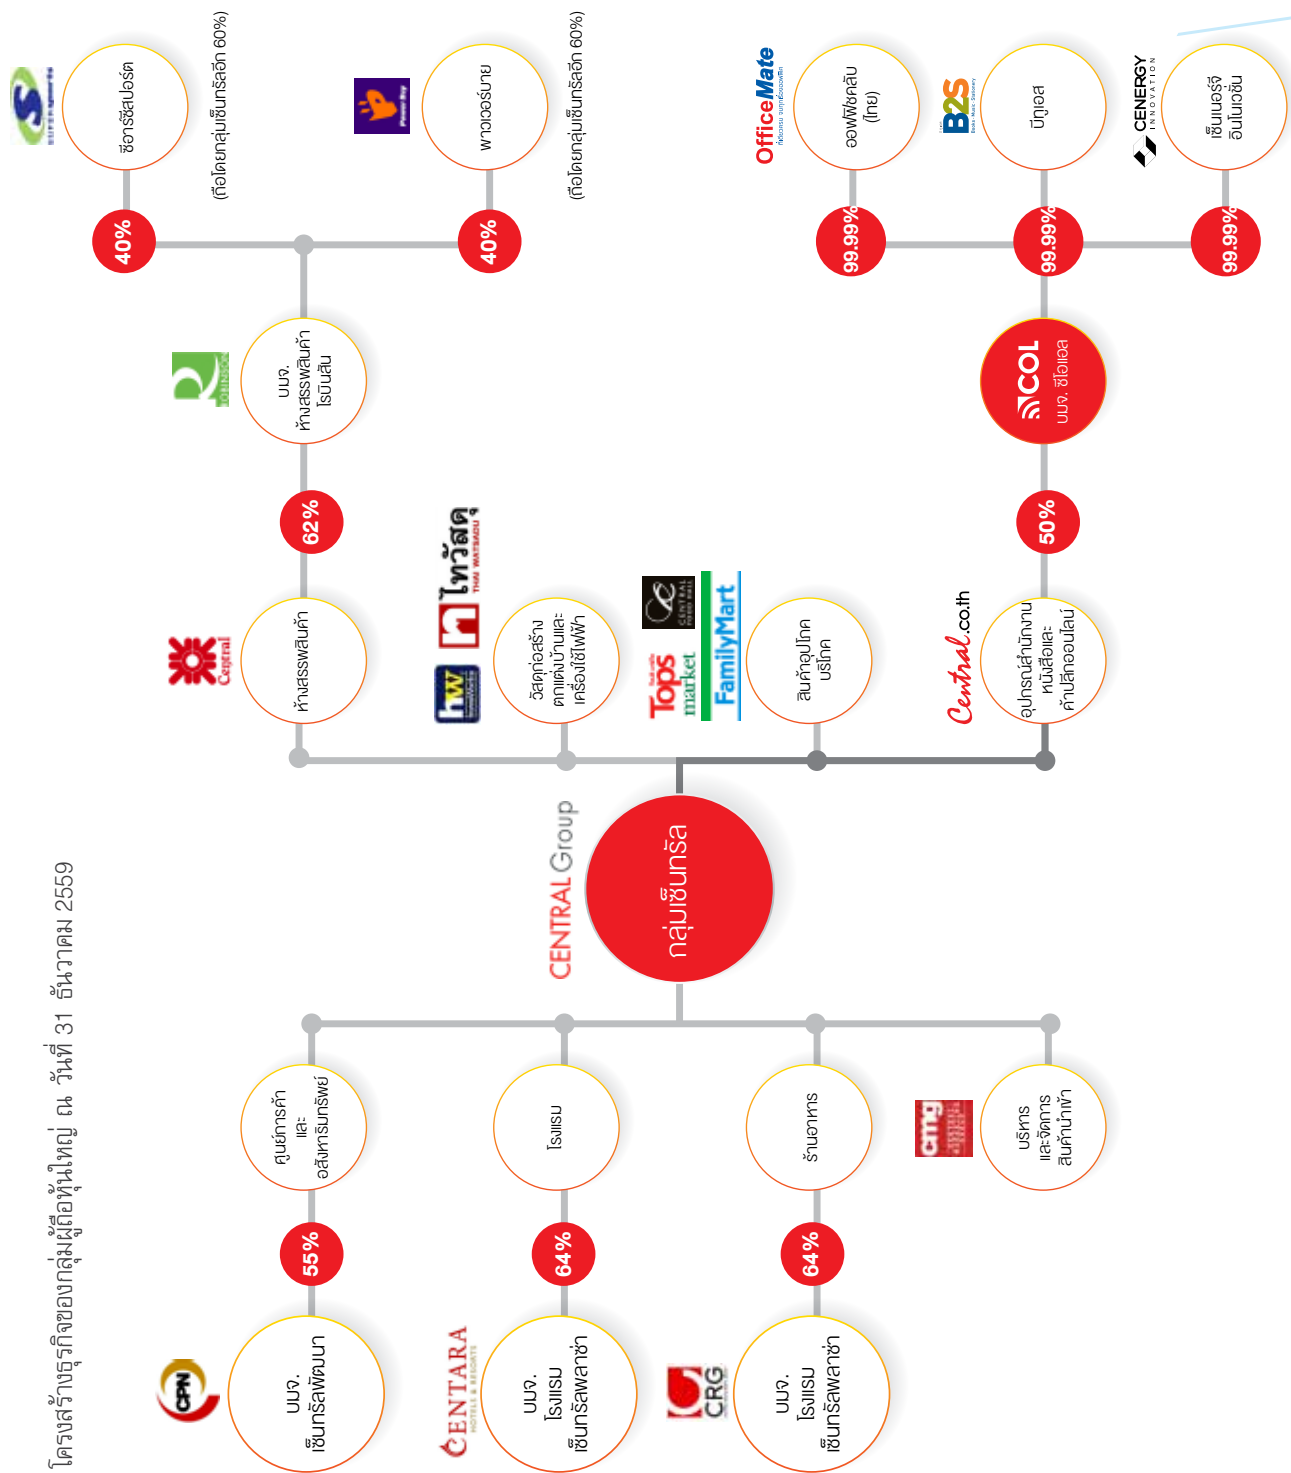 โครงสร้างธุรกิจของกลุ่มผู้ถือหุ้นใหญ่ ณ วันที่ 31 ธันวาคม 2559
CPN
บมจ.
เซ็นทรัลพัฒนา
55%
ศูนย์การค้า
และ
อสังหาริมทรัพย์
CENTARA
HOTELS & RESORTS
บมจ.
โรงแรม
เซ็นทรัลพลาซ่า
64%
โรงแรม
CRG
บมจ.
โรงแรม
เซ็นทรัลพลาซ่า
64%
ร้านอาหาร
cmg
บริหาร
และจัดการ
สินค้านำเข้า
CENTRAL Group
กลุ่มเซ็นทรัล
Central
ห้างสรรพสินค้า
62%
ROBINSON
บมจ.
ห้างสรรพสินค้า
โรบินสัน
40%
SUPERsports
ซีอาร์ซีสปอร์ต
(ถือโดยกลุ่มเซ็นทรัลอีก 60%)
40%
Power Buy
พาวเวอร์บาย
(ถือโดยกลุ่มเซ็นทรัลอีก 60%)
hw
ไทวัสดุ
THAI WATSADU
วัสดุก่อสร้าง
ตกแต่งบ้านและ
เครื่องใช้ไฟฟ้า
Tops
market
CENTRAL
FOOD HALL
FamilyMart
สินค้าอุปโภค
บริโภค
Central.co.th
อุปกรณ์สำนักงาน
หนังสือและ
ค้าปลีกออนไลน์
50%
COL
บมจ. ซีโอแอล
99.99%
OfficeMate
ออฟฟิซคลับ
(ไทย)
99.99%
B2S
บีทูเอส
99.99%
CENERGY
INNOVATION
เซ็นเนอร์จี
อินโนเวชั่น